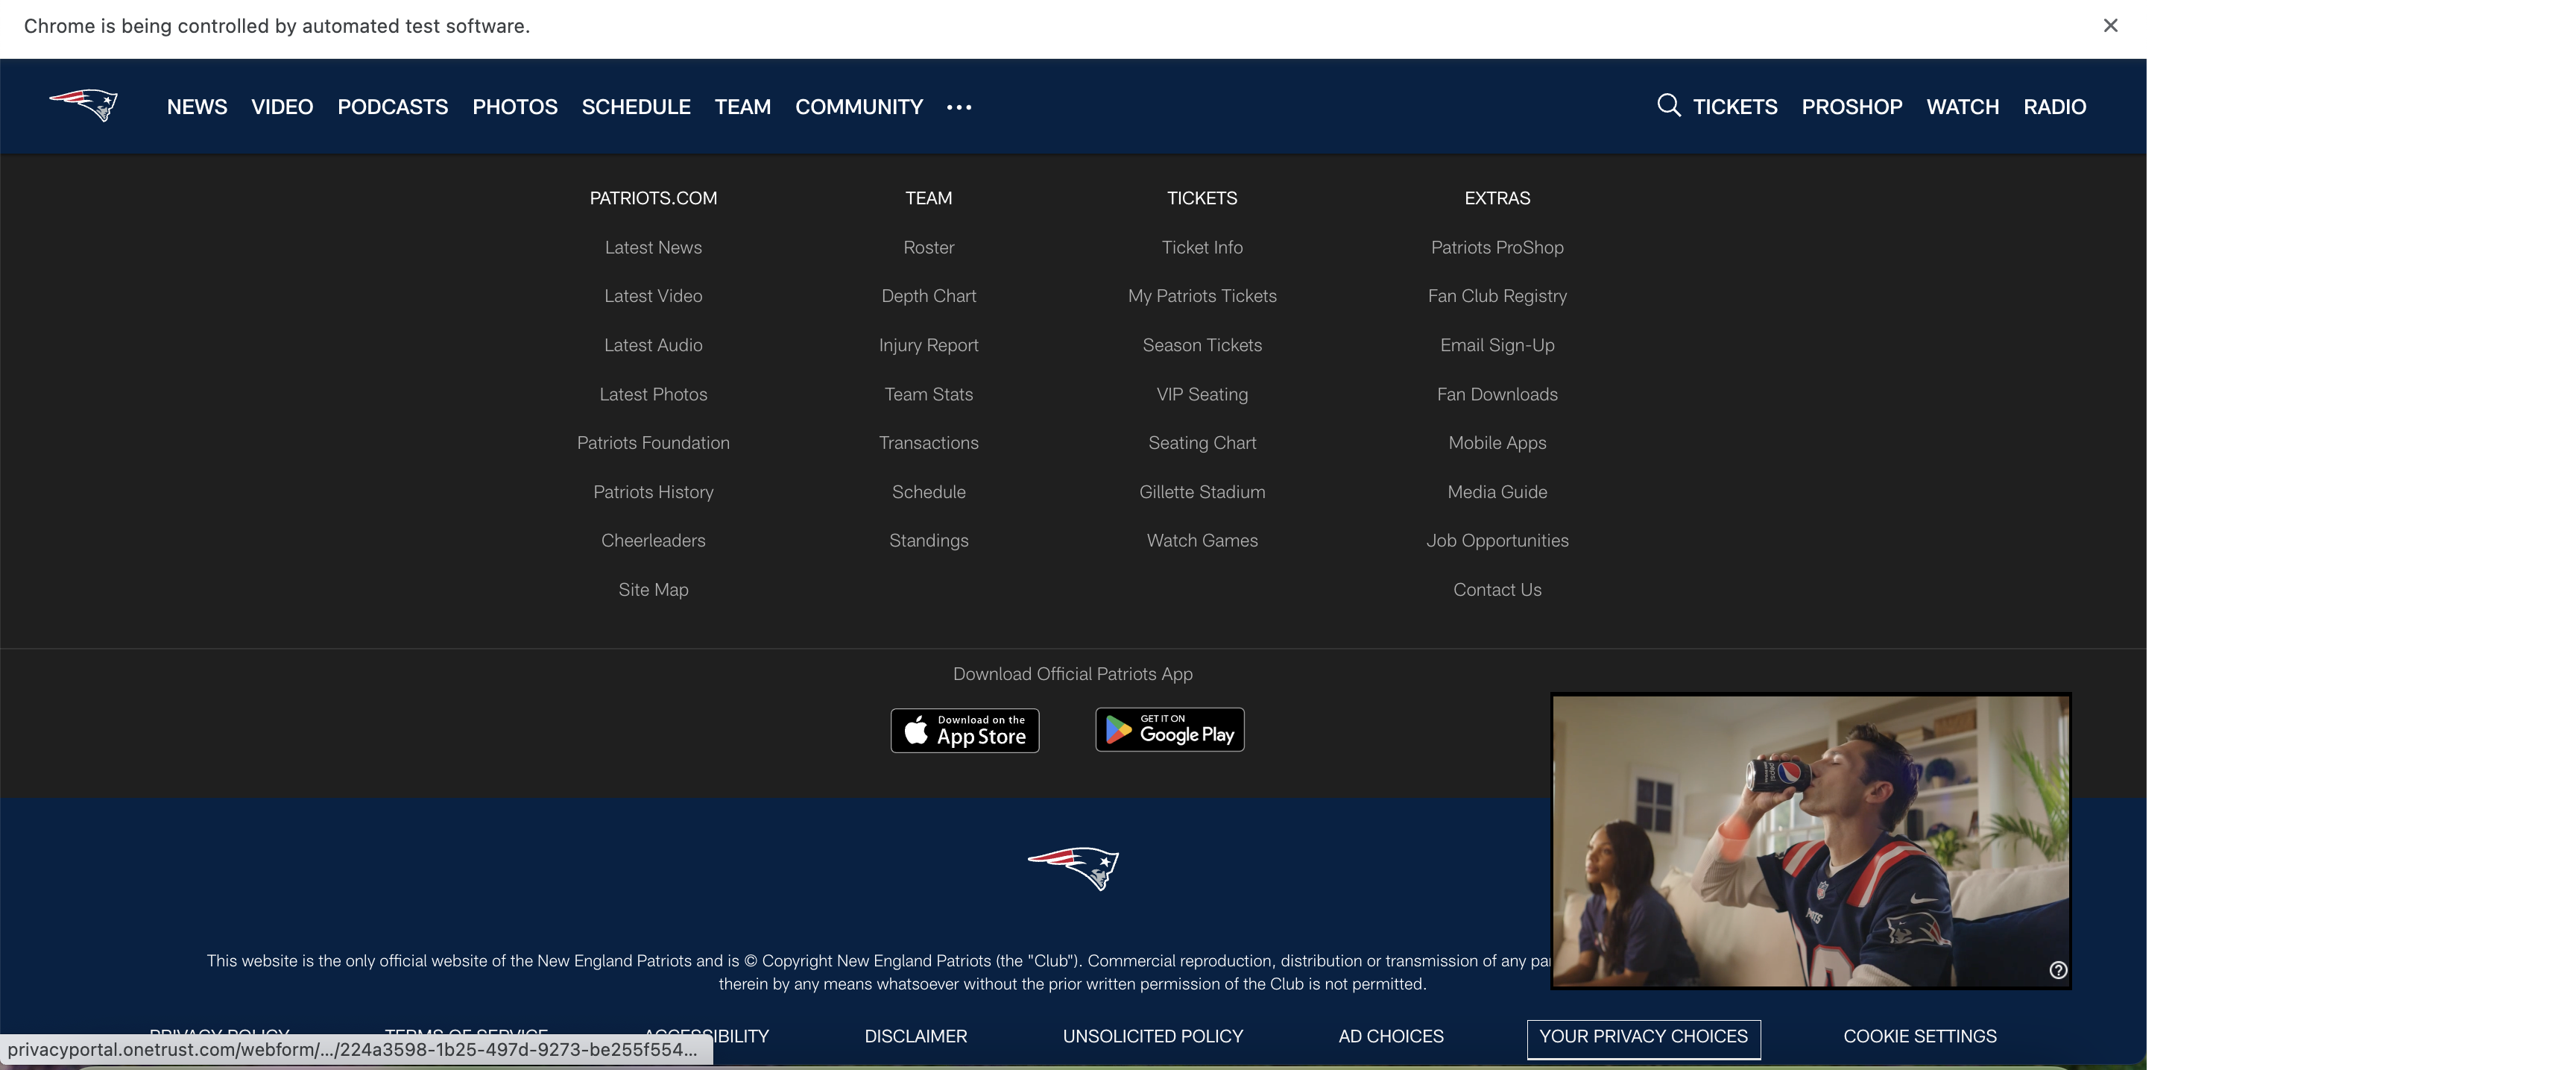 Chrome is being controlled by automated test software.
NEWS VIDEO PODCASTS PHOTOS SCHEDULE TEAM COMMUNITY ••• TICKETS PROSHOP WATCH RADIO
PATRIOTS.COM
Latest News
Latest Video
Latest Audio
Latest Photos
Patriots Foundation
Patriots History
Cheerleaders
Site Map
TEAM
Roster
Depth Chart
Injury Report
Team Stats
Transactions
Schedule
Standings
TICKETS
Ticket Info
My Patriots Tickets
Season Tickets
VIP Seating
Seating Chart
Gillette Stadium
Watch Games
EXTRAS
Patriots ProShop
Fan Club Registry
Email Sign-Up
Fan Downloads
Mobile Apps
Media Guide
Job Opportunities
Contact Us
Download Official Patriots App
Download on the
App Store
GET IT ON
Google Play
pepsi
This website is the only official website of the New England Patriots and is © Copyright New England Patriots (the "Club"). Commercial reproduction, distribution or transmission of any
therein by any means whatsoever without the prior written permission of the Club is not permitted.
PRIVACY POLICY TERMS OF SERVICE ACCESSIBILITY DISCLAIMER UNSOLICITED POLICY AD CHOICES YOUR PRIVACY CHOICES COOKIE SETTINGS
privacyportal.onetrust.com/webform/.../224a3598-1b25-497d-9273-be255f554...